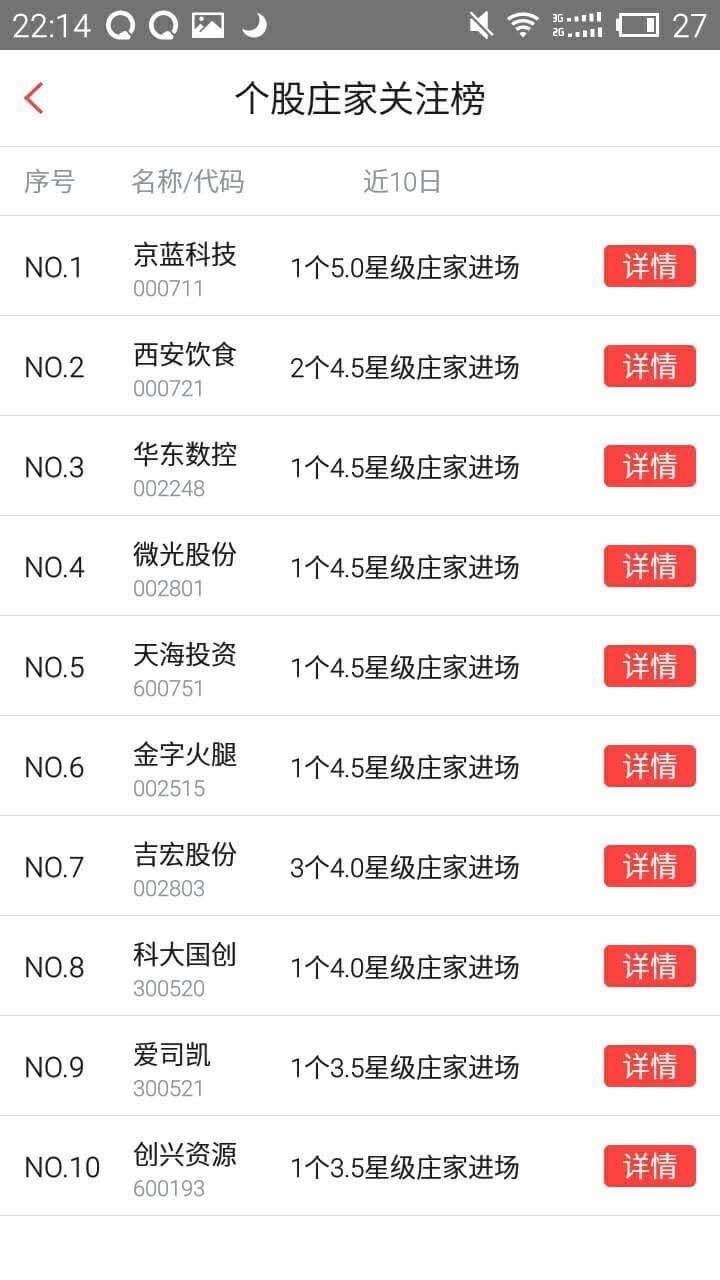 22:14 3G 2G 27
个股庄家关注榜
序号 名称/代码 近10日
NO.1 京蓝科技 1个5.0星级庄家进场 详情
000711
NO.2 西安饮食 2个4.5星级庄家进场 详情
000721
NO.3 华东数控 1个4.5星级庄家进场 详情
002248
NO.4 微光股份 1个4.5星级庄家进场 详情
002801
NO.5 天海投资 1个4.5星级庄家进场 详情
600751
NO.6 金字火腿 1个4.5星级庄家进场 详情
002515
NO.7 吉宏股份 3个4.0星级庄家进场 详情
002803
NO.8 科大国创 1个4.0星级庄家进场 详情
300520
NO.9 爱司凯 1个3.5星级庄家进场 详情
300521
NO.10 创兴资源 1个3.5星级庄家进场 详情
600193